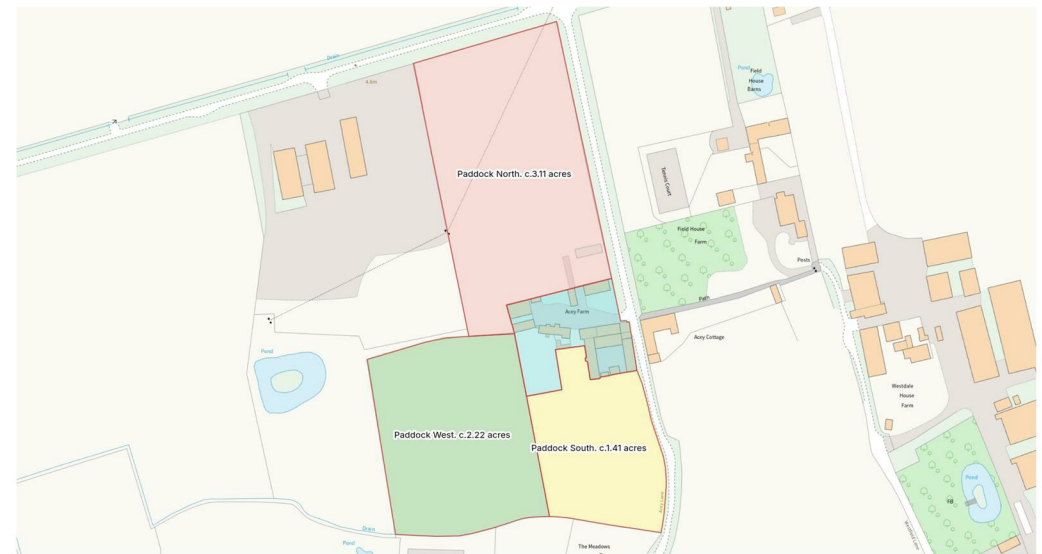 Drain
4.6m
Pond
Field
House
Barns
Tennis Court
Paddock North. c.3.11 acres
Field House
Farm
Posts
Path
Acey Farm
Acey Cottage
Pond
Westdale
House
Farm
Paddock West. c.2.22 acres
Paddock South. c.1.41 acres
Pond
FB
Drain
Pond
The Meadows